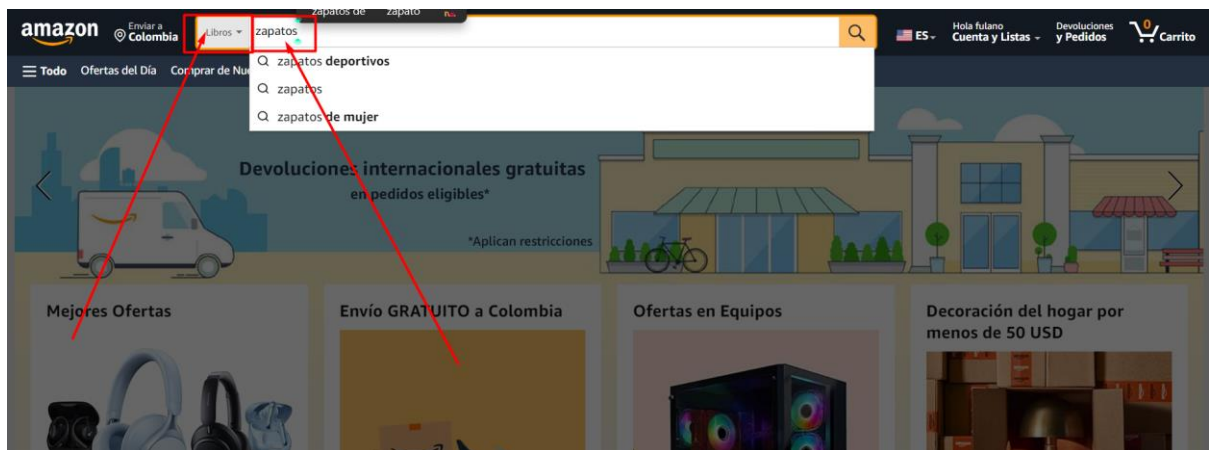 zapatos de zapato
amazon
Enviar a
Colombia
Libros
zapatos
ES
Hola fulano
Cuenta y Listas
Devoluciones
y Pedidos
0
Carrito
Todo Ofertas del Día Comprar de Nu
zapatos deportivos
zapatos
zapatos de mujer
Devoluciones internacionales gratuitas
en pedidos eligibles*
*Aplican restricciones
Mejores Ofertas
Envío GRATUITO a Colombia
Ofertas en Equipos
Decoración del hogar por
menos de 50 USD